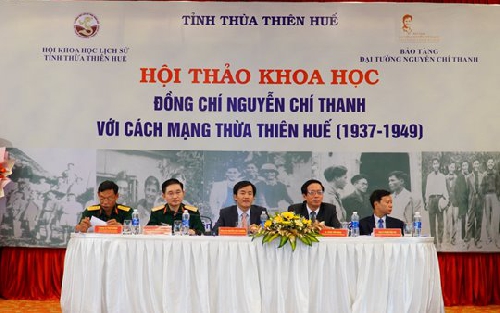 TỈNH THỪA THIÊN HUẾ
HỘI KHOA HỌC LỊCH SỬ
TỈNH THỪA THIÊN HUẾ
BẢO TÀNG
ĐẠI TƯỚNG NGUYỄN CHÍ THANH
HỘI THẢO KHOA HỌC
ĐỒNG CHÍ NGUYỄN CHÍ THANH
VỚI CÁCH MẠNG THỪA THIÊN HUẾ (1937-1949)